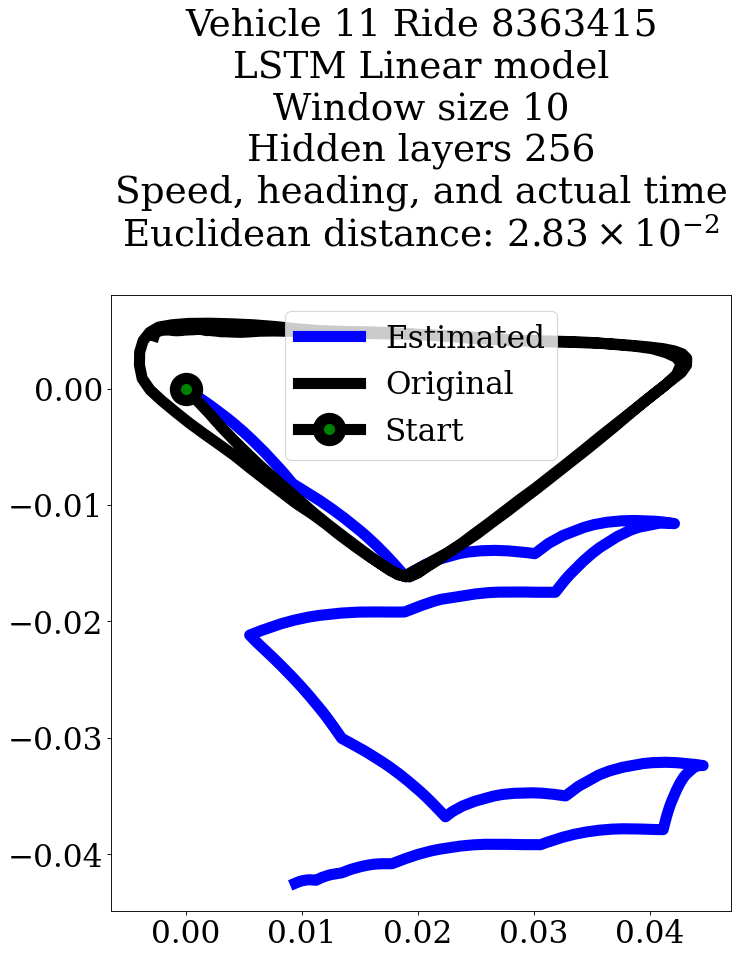 Vehicle 11 Ride 8363415
LSTM Linear model
Window size 10
Hidden layers 256
Speed, heading, and actual time
Euclidean distance: 2.83 × 10⁻²
Estimated
Original
Start
0.00
−0.01
−0.02
−0.03
−0.04
0.00 0.01 0.02 0.03 0.04